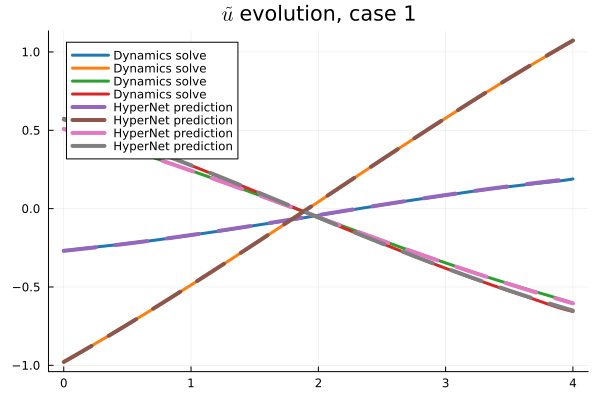 ũ evolution, case 1
1.0
Dynamics solve
Dynamics solve
Dynamics solve
Dynamics solve
HyperNet prediction
HyperNet prediction
HyperNet prediction
HyperNet prediction
0.5
0.0
−0.5
−1.0
0 1 2 3 4